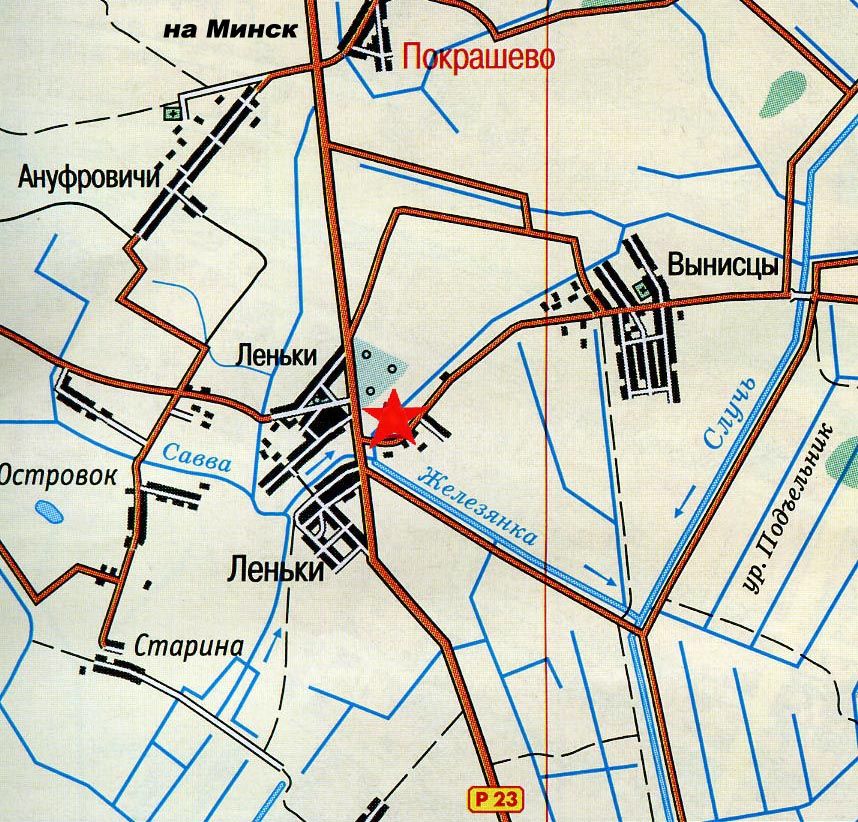 на Минск
Покрашево
Ануфровичи
Вынисцы
Леньки
Савва
Случь
Островок
Железянка
ур. Подъельник
Леньки
Старина
Р 23